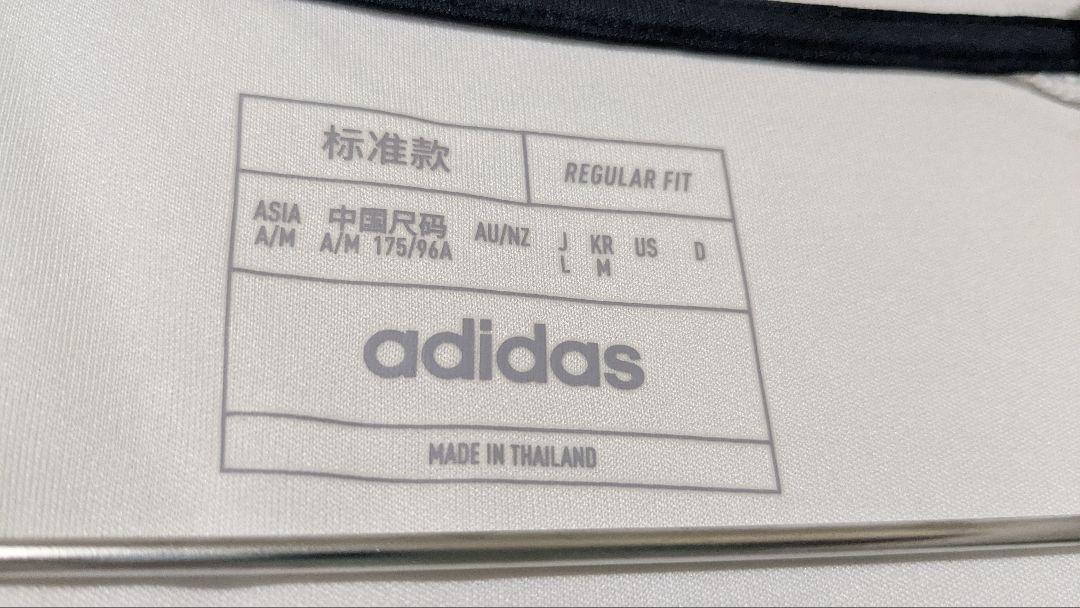 标准款 REGULAR FIT
ASIA 中国尺码 AU/NZ J KR US D
A/M A/M 175/96A L M
adidas
MADE IN THAILAND